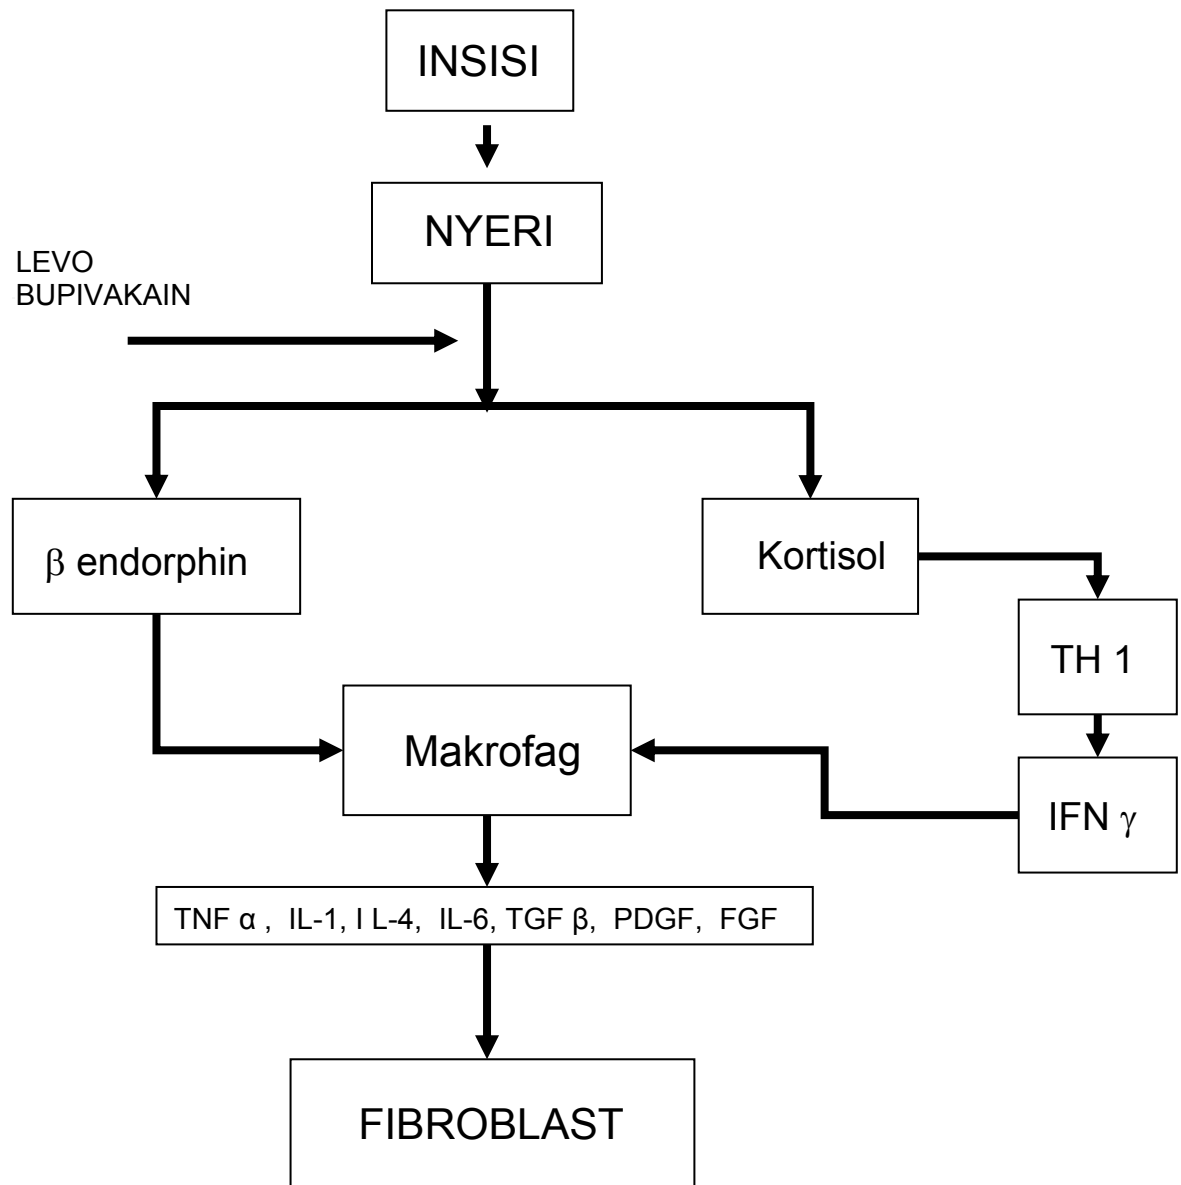 INSISI
NYERI
LEVO
BUPIVAKAIN
β endorphin
Kortisol
TH 1
Makrofag
IFN γ
TNF α , IL-1, I L-4, IL-6, TGF β, PDGF, FGF
FIBROBLAST